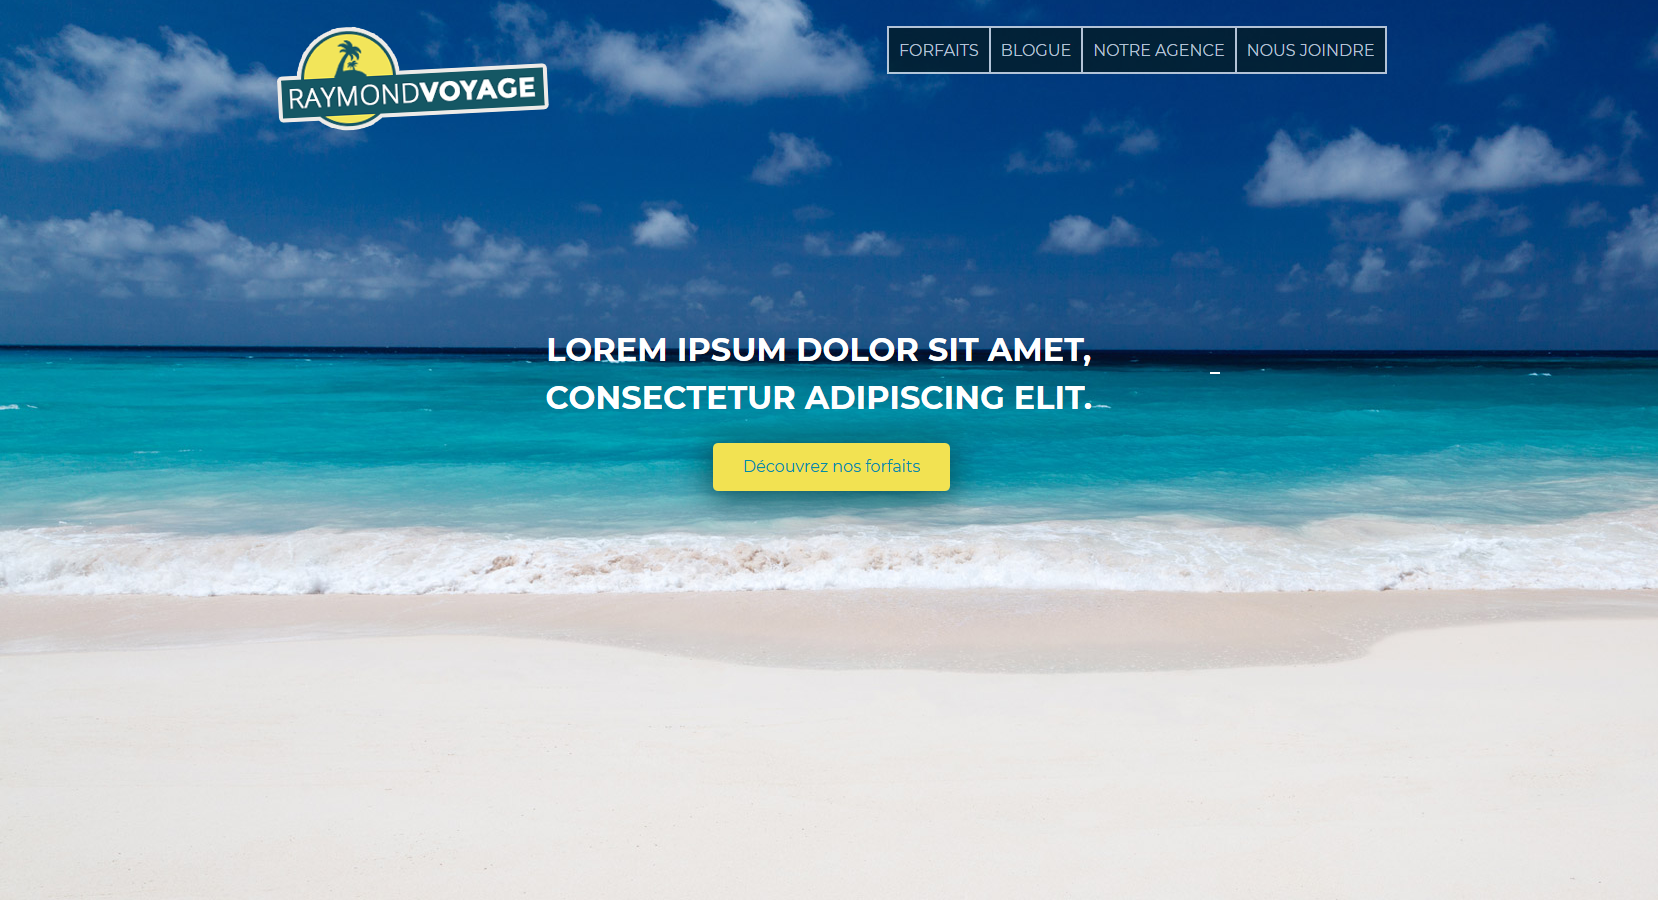 RAYMONDVOYAGE
FORFAITS BLOGUE NOTRE AGENCE NOUS JOINDRE
LOREM IPSUM DOLOR SIT AMET,
CONSECTETUR ADIPISCING ELIT.
Découvrez nos forfaits